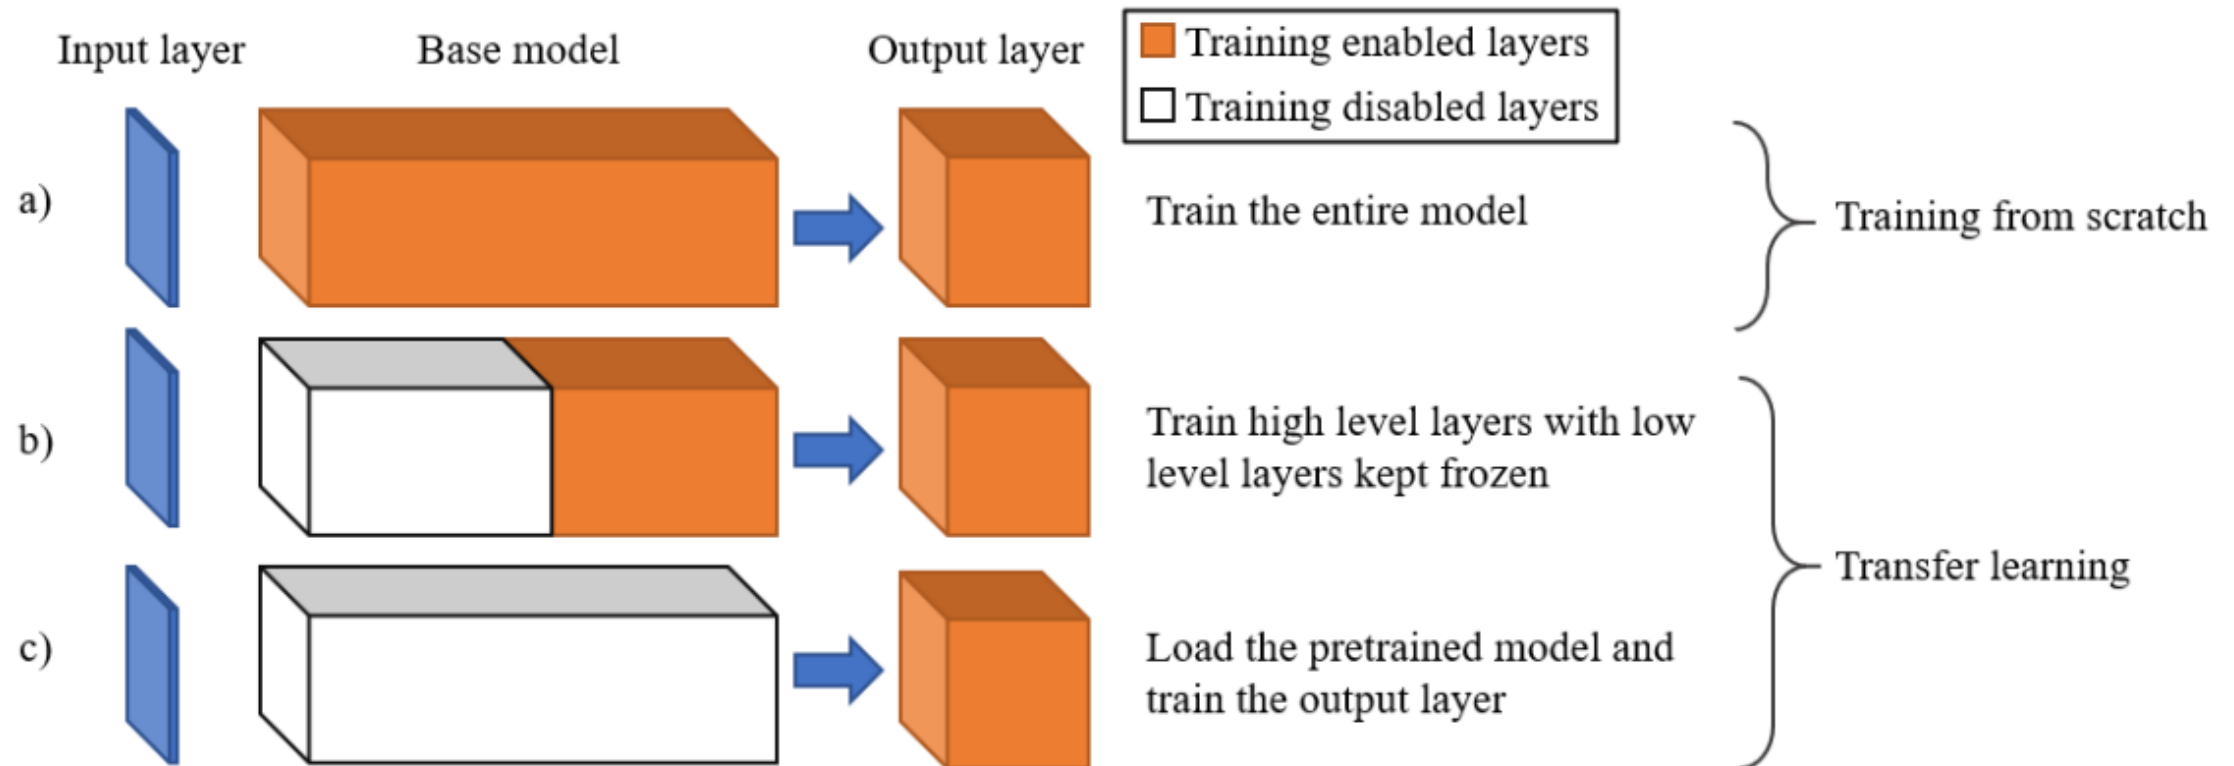 Input layer
Base model
Output layer
Training enabled layers
Training disabled layers
a)
Train the entire model
Training from scratch
b)
Train high level layers with low
level layers kept frozen
Transfer learning
c)
Load the pretrained model and
train the output layer